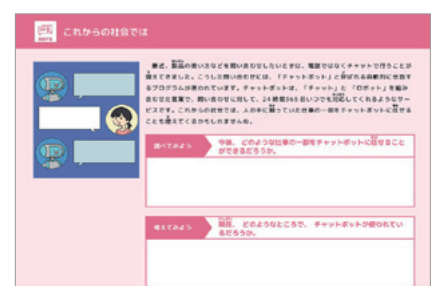 これからの社会では
最近、製品の使い方などを問い合わせしたいときに、電話ではなくチャットで行うことが
増えてきました。こうした問い合わせには、「チャットボット」と呼ばれる自動的に会話す
るプログラムが使われています。チャットボットは、「チャット」と「ロボット」を組み
合わせた言葉で、問い合わせに対して、24時間365日いつでも対応してくれるようなサー
ビスです。これからの社会では、人の手に頼っていた仕事の一部をチャットボットに任せる
ことも増えてくるかもしれませんね。
調べてみよう
今後、どのような仕事の一部をチャットボットに任せること
ができるだろうか。
考えてみよう
現在、どのようなところで、チャットボットが使われてい
るだろうか。